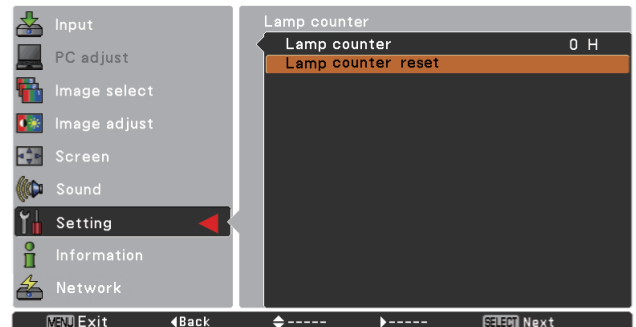 Input
PC adjust
Image select
Image adjust
Screen
Sound
Setting
Information
Network
Lamp counter
Lamp counter 0 H
Lamp counter reset
MENU Exit ◀Back ◆----- ▶----- SELECT Next